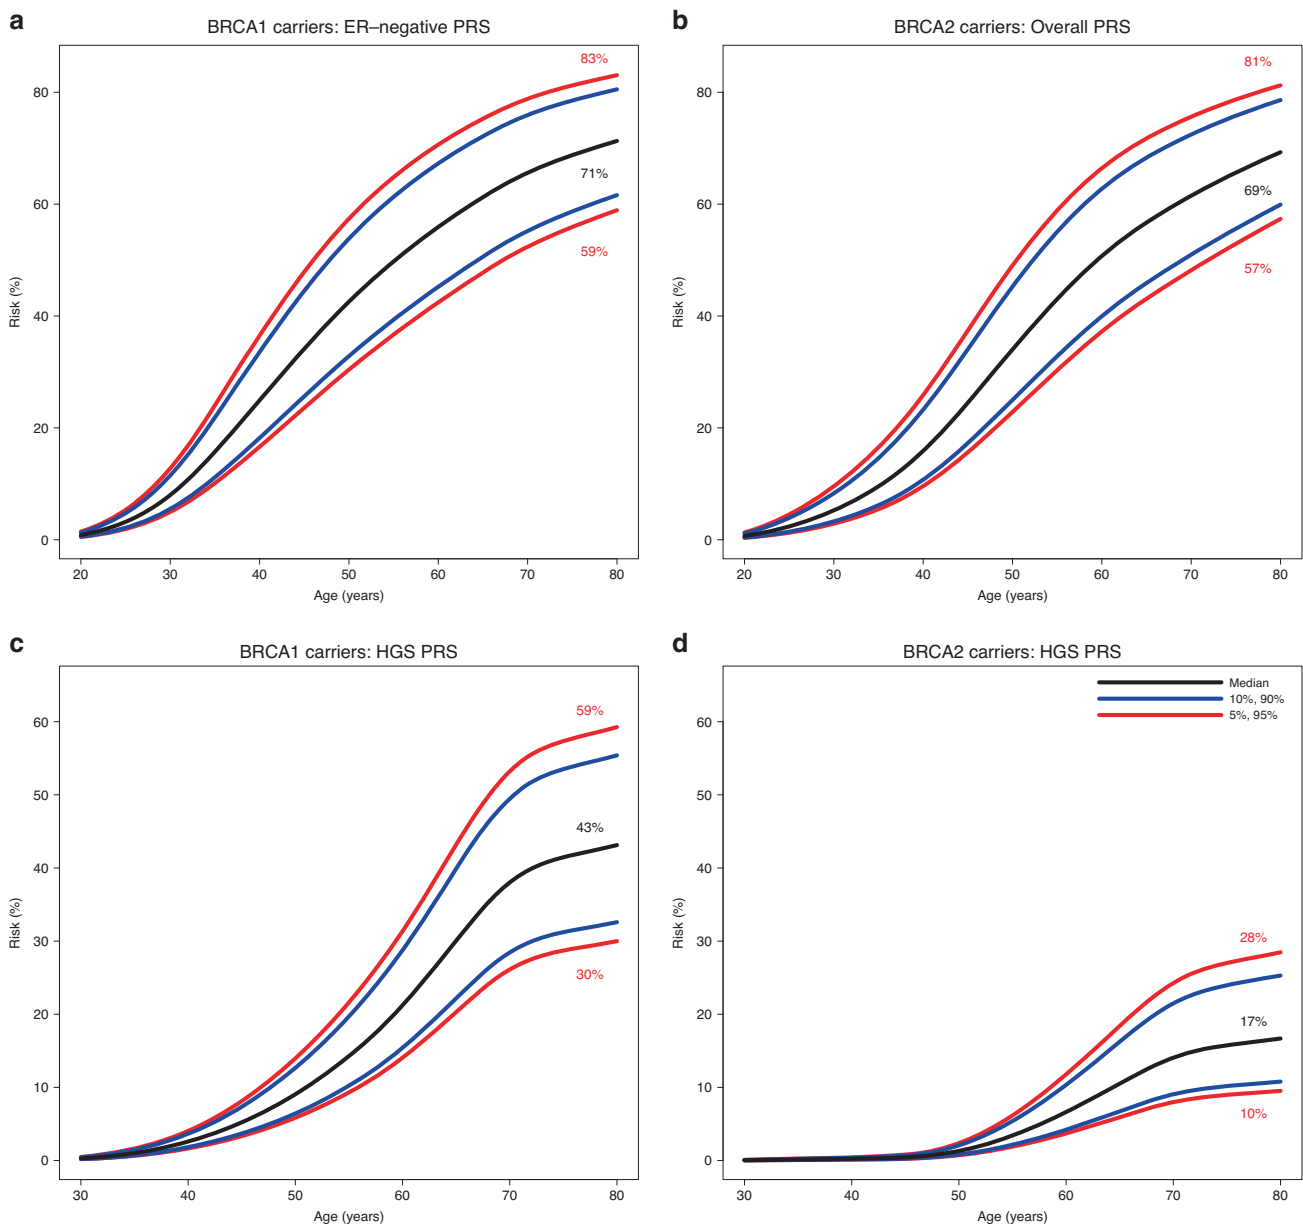 a
BRCA1 carriers: ER–negative PRS
83%
71%
59%
80
60
40
20
0
Risk (%)
20 30 40 50 60 70 80
Age (years)
b
BRCA2 carriers: Overall PRS
81%
69%
57%
80
60
40
20
0
Risk (%)
20 30 40 50 60 70 80
Age (years)
c
BRCA1 carriers: HGS PRS
59%
43%
30%
60
50
40
30
20
10
0
Risk (%)
30 40 50 60 70 80
Age (years)
d
BRCA2 carriers: HGS PRS
Median
10%, 90%
5%, 95%
28%
17%
10%
60
50
40
30
20
10
0
Risk (%)
30 40 50 60 70 80
Age (years)